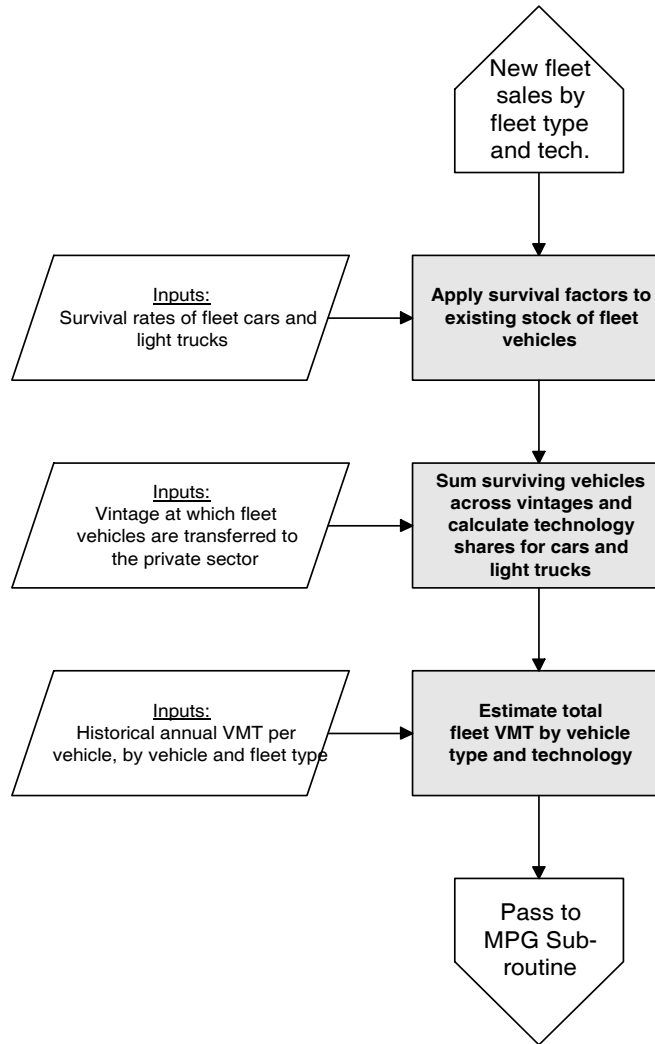 New fleet
sales by
fleet type
and tech.
Inputs:
Survival rates of fleet cars and
light trucks
Apply survival factors to
existing stock of fleet
vehicles
Inputs:
Vintage at which fleet
vehicles are transferred to
the private sector
Sum surviving vehicles
across vintages and
calculate technology
shares for cars and
light trucks
Inputs:
Historical annual VMT per
vehicle, by vehicle and fleet type
Estimate total
fleet VMT by vehicle
type and technology
Pass to
MPG Sub-
routine